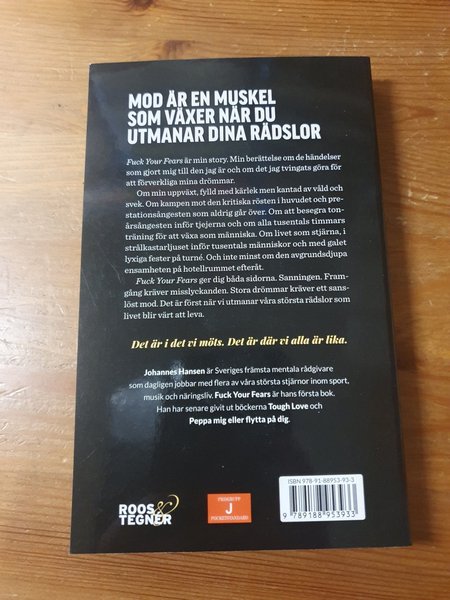 MOD ÄR EN MUSKEL
SOM VÄXER NÄR DU
UTMANAR DINA RÄDSLOR
Fuck Your Fears är min story. Min berättelse om de händelser
som gjort mig till den jag är och om det jag tvingats göra för
att förverkliga mina drömmar.
Om min uppväxt, fylld med kärlek men kantad av våld och
svek. Om kampen mot den kritiska rösten i huvudet och pre-
stationsångesten som aldrig går över. Om att besegra ton-
årsångesten inför tjejerna och om alla tusentals timmars
träning för att växa som människa. Om livet som stjärna, i
strålkastarljuset inför tusentals människor och med galet
lyxiga fester på turné. Och inte minst om den avgrundsdjupa
ensamheten på hotellrummet efteråt.
Fuck Your Fears ger dig båda sidorna. Sanningen. Fram-
gång kräver misslyckanden. Stora drömmar kräver ett sans-
löst mod. Det är först när vi utmanar våra största rädslor som
livet blir värt att leva.
Det är i det vi möts. Det är där vi alla är lika.
Johannes Hansen är Sveriges främsta mentala rådgivare
som dagligen jobbar med flera av våra största stjärnor inom sport,
musik och näringsliv. Fuck Your Fears är hans första bok.
Han har senare givit ut böckerna Tough Love och
Peppa mig eller flytta på dig.
ISBN 978-91-88953-93-3
9 789188 953933
ROOS &
TEGNÉR
PRISGRUPP
J
POCKETSTANDARD